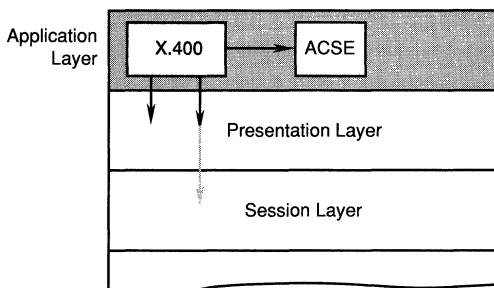 Application
Layer
X.400
ACSE
Presentation Layer
Session Layer